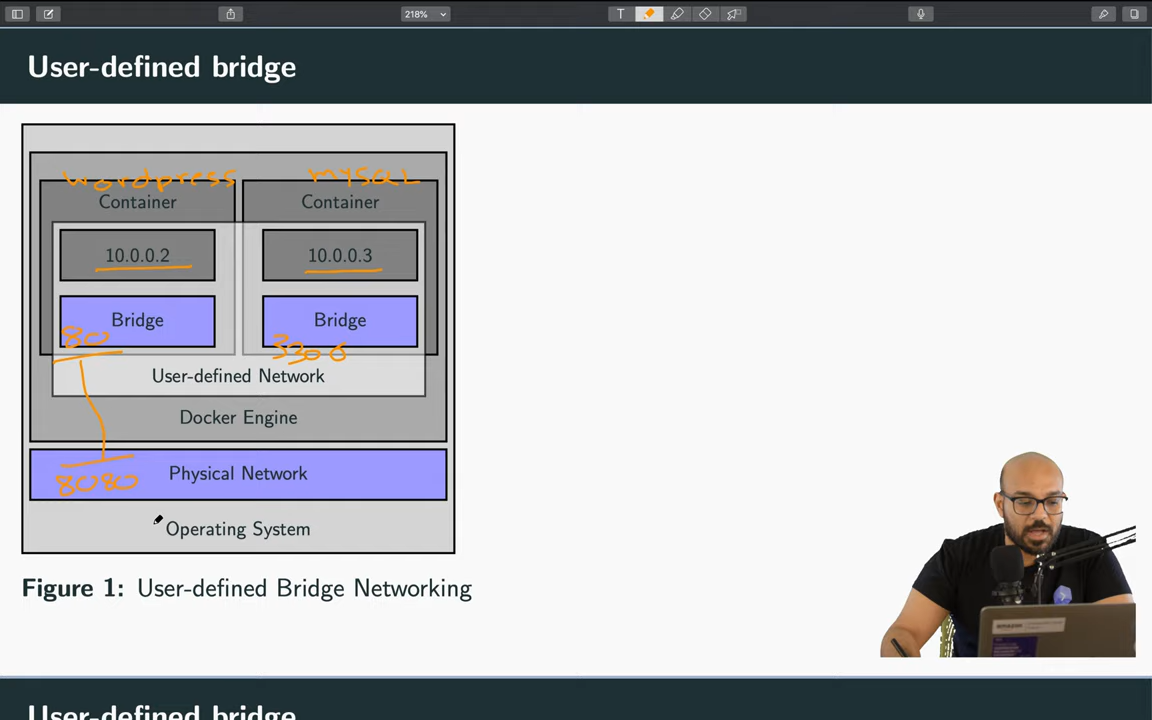 218%
T
User-defined bridge
wordpress
mysQL
Container
Container
10.0.0.2
10.0.0.3
Bridge
Bridge
80
3306
User-defined Network
Docker Engine
8080
Physical Network
Operating System
Figure 1: User-defined Bridge Networking
amazon
User-defined bridge